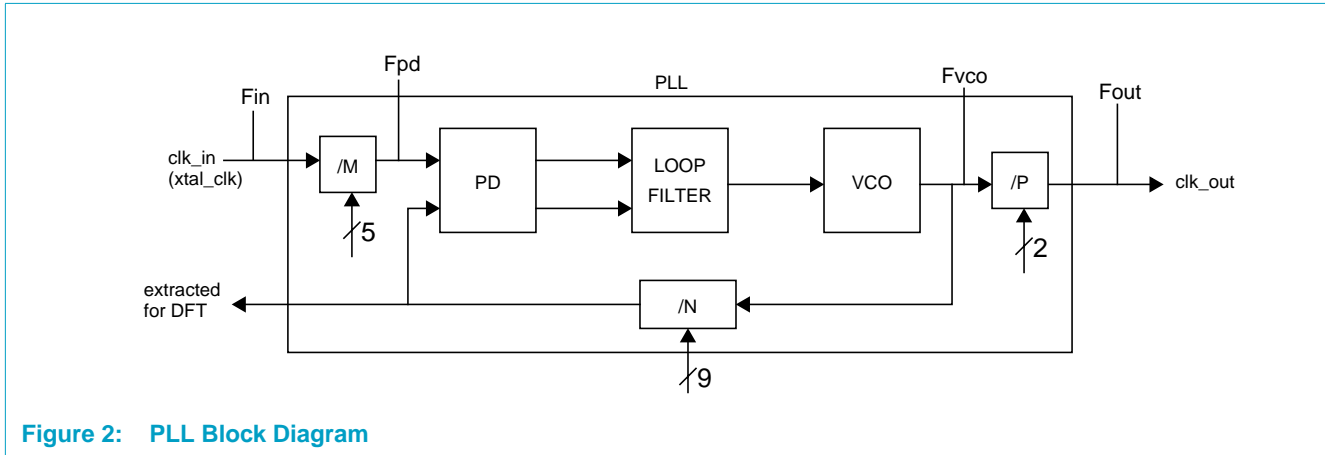 Fpd
Fvco
Fin
PLL
Fout
clk_in
(xtal_clk)
/M
PD
LOOP
FILTER
VCO
/P
clk_out
5
2
extracted
for DFT
/N
9
Figure 2: PLL Block Diagram